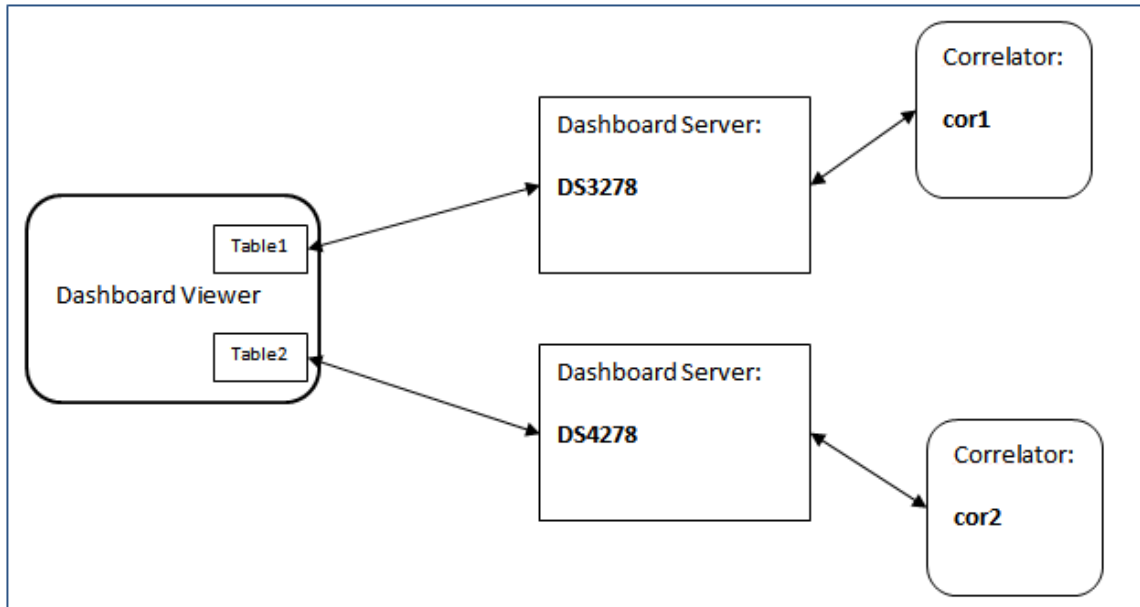 Dashboard Viewer
Table1
Table2
Dashboard Server:
DS3278
Dashboard Server:
DS4278
Correlator:
cor1
Correlator:
cor2